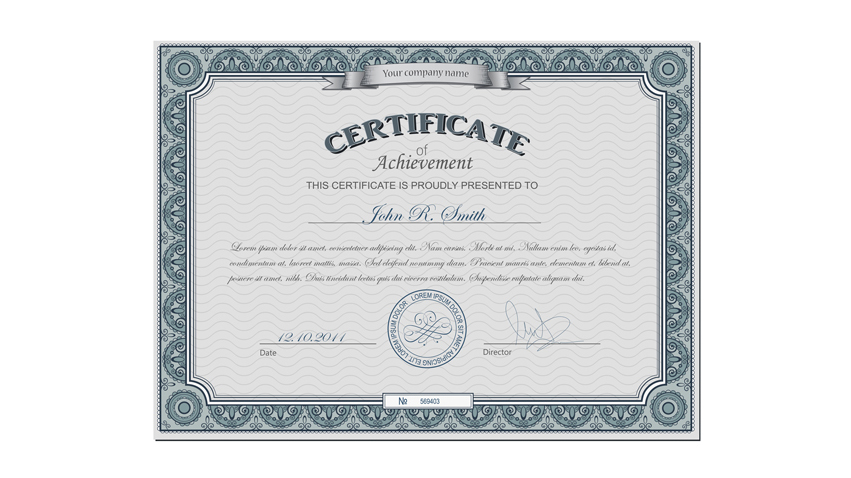 Your company name
CERTIFICATE
of
Achievement
THIS CERTIFICATE IS PROUDLY PRESENTED TO
John R. Smith
Lorem ipsum dolor sit amet, consectetuer adipiscing elit. Nam cursus. Morbi ut mi. Nullam enim leo, egestas id,
condimentum at, laoreet mattis, massa. Sed eleifend nonummy diam. Praesent mauris ante, elementum et, bibend at,
posuere sit amet, nibh. Duis tincidunt lectus quis dui viverra vestibulum. Suspendisse vulputate aliquam dui.
LOREM IPSUM DOLOR SIT AMET ADIPISCING ELIT LOREM IPSUM DOLOR
12.10.2011
Date
Director
№ 569403